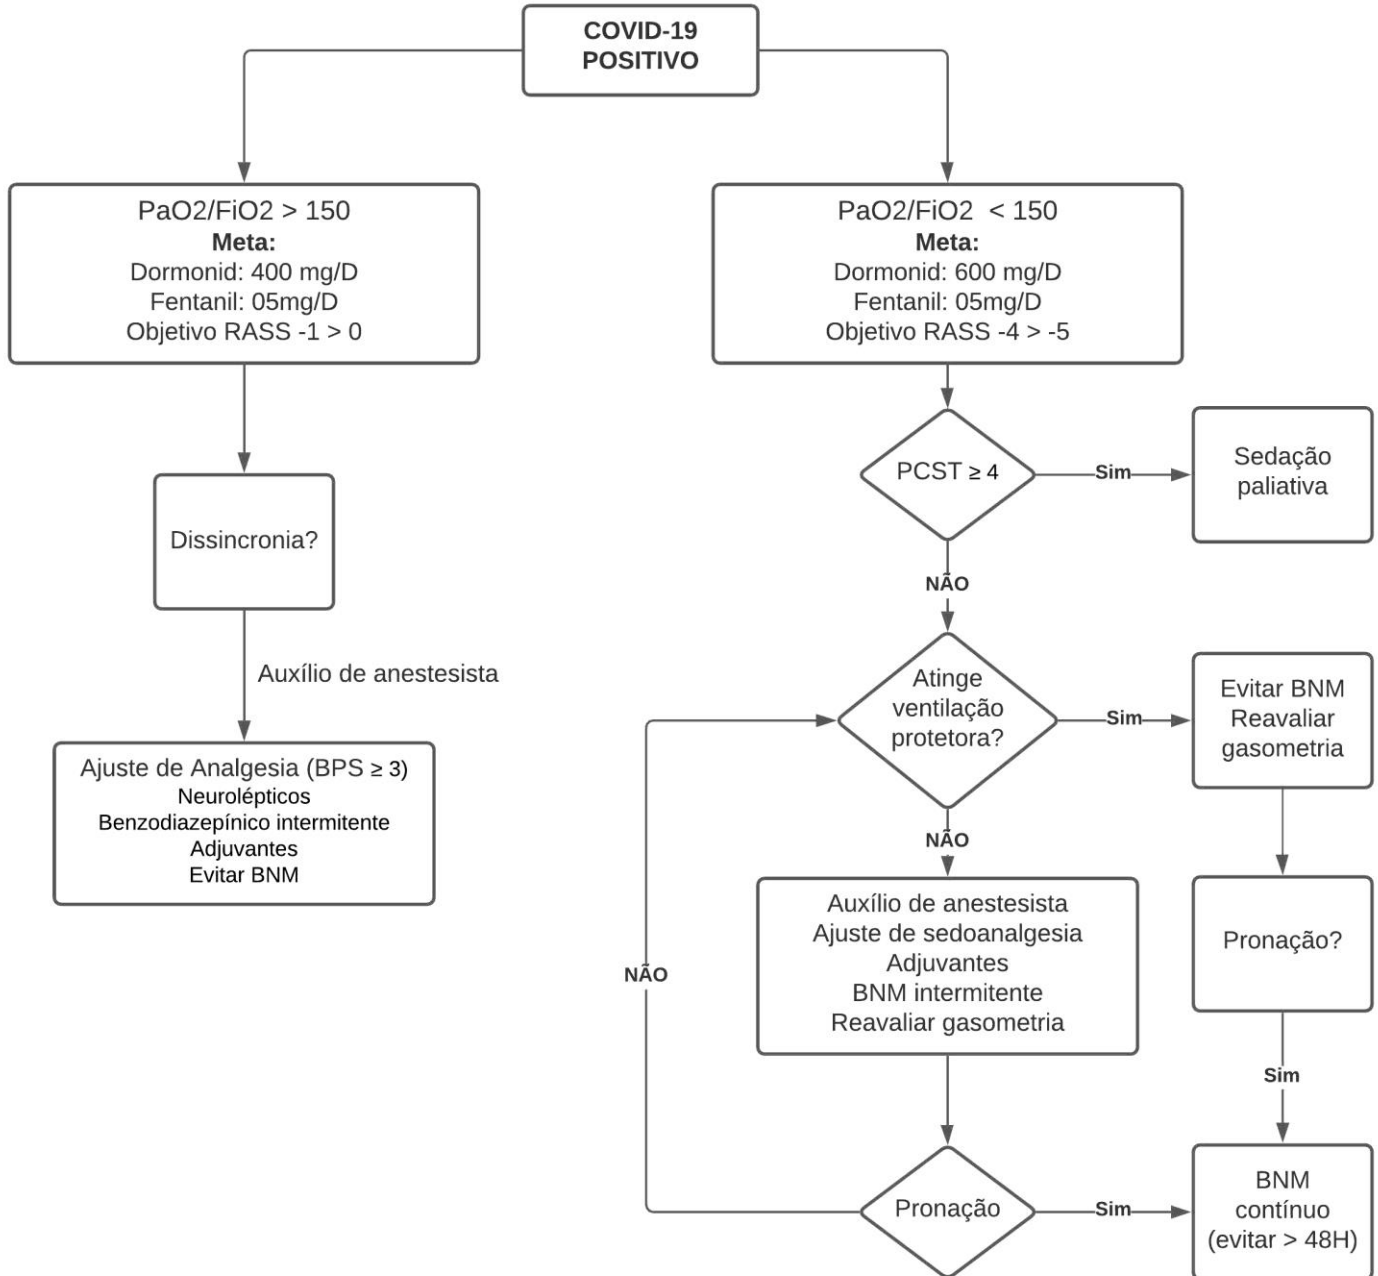 COVID-19
POSITIVO
PaO2/FiO2 > 150
Meta:
Dormonid: 400 mg/D
Fentanil: 05mg/D
Objetivo RASS -1 > 0
PaO2/FiO2 < 150
Meta:
Dormonid: 600 mg/D
Fentanil: 05mg/D
Objetivo RASS -4 > -5
Dissincronia?
Auxílio de anestesista
Ajuste de Analgesia (BPS ≥ 3)
Neurolépticos
Benzodiazepínico intermitente
Adjuvantes
Evitar BNM
PCST ≥ 4
Sim
Sedação
paliativa
NÃO
Atinge
ventilação
protetora?
Sim
Evitar BNM
Reavaliar
gasometria
NÃO
Auxílio de anestesista
Ajuste de sedoanalgesia
Adjuvantes
BNM intermitente
Reavaliar gasometria
Pronação?
NÃO
Sim
Pronação
Sim
BNM
contínuo
(evitar > 48H)